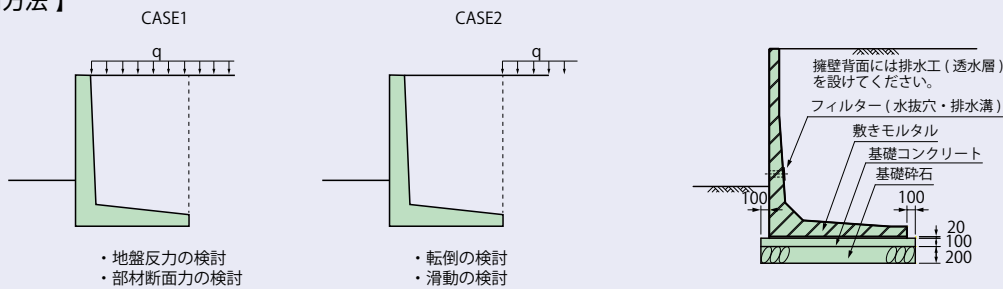 方法】
CASE1
q
・地盤反力の検討
・部材断面力の検討
CASE2
q
・転倒の検討
・滑動の検討
擁壁背面には排水工(透水層)
を設けてください。
フィルター(水抜穴・排水溝)
敷きモルタル
基礎コンクリート
基礎砕石
100
100
20
100
200